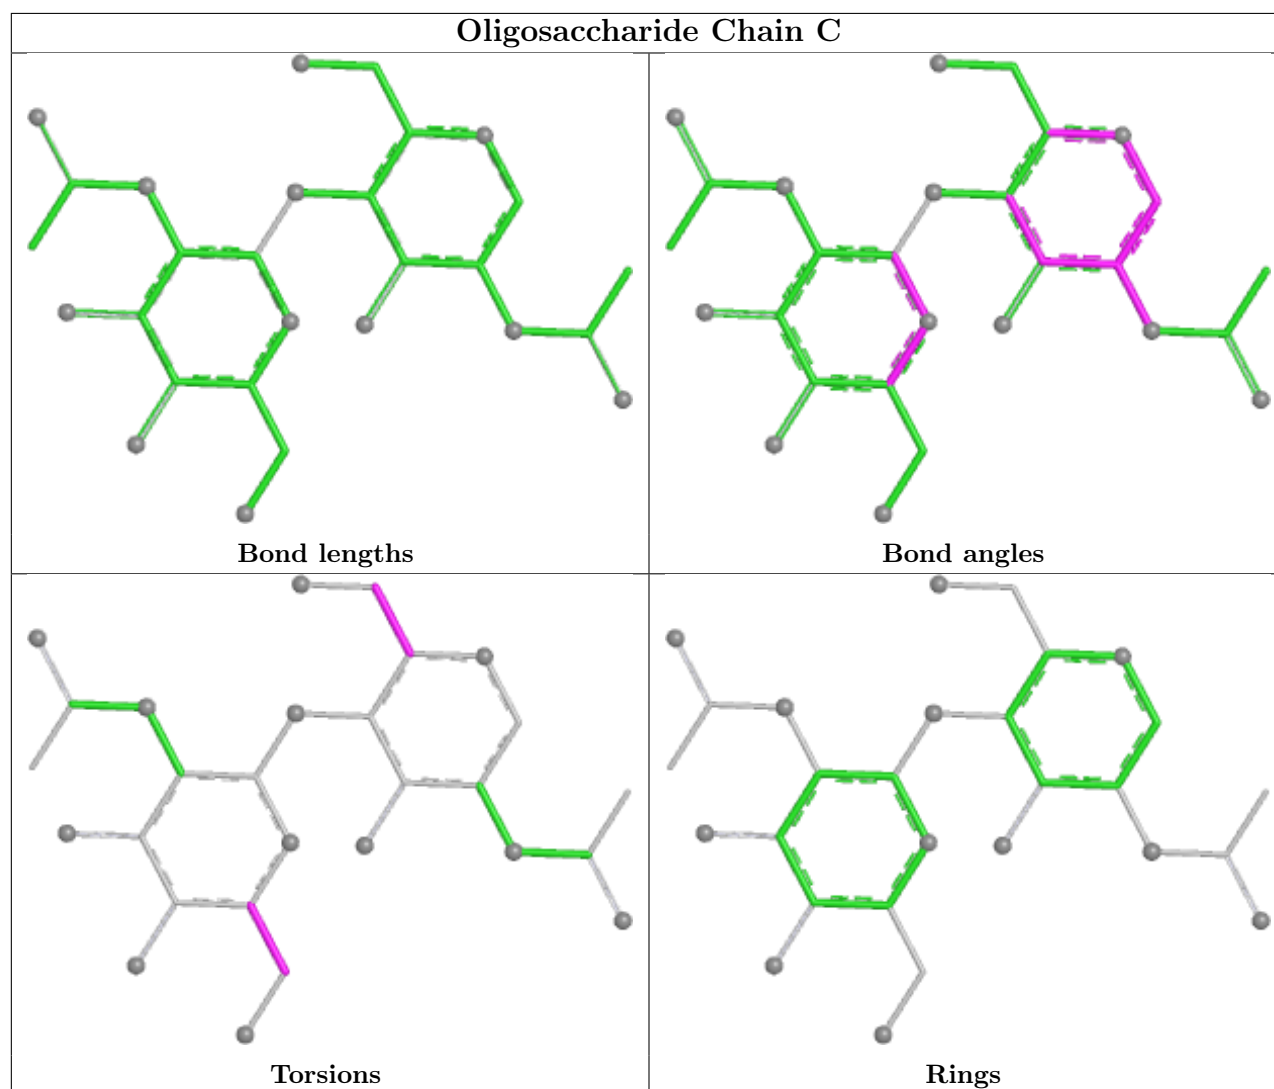 Oligosaccharide Chain C
Bond lengths
Bond angles
Torsions
Rings